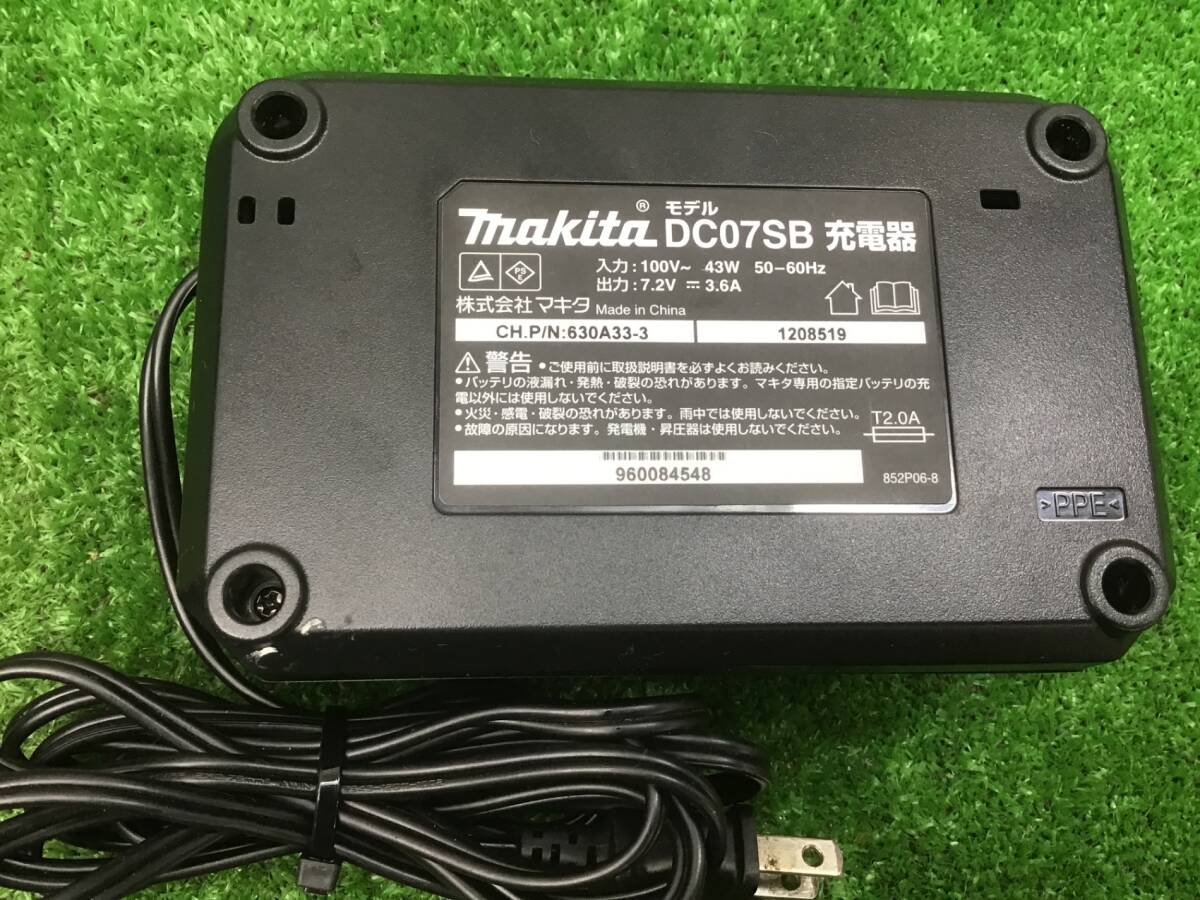 makita® モデル DC07SB 充電器
入力:100V~ 43W 50-60Hz
PS E
出力:7.2V ⎓ 3.6A
株式会社マキタ Made in China
CH.P/N:630A33-3 1208519
⚠警告 •ご使用前に取扱説明書を必ずよくお読みください。
•バッテリの液漏れ・発熱・破裂の恐れがあります。マキタ専用の指定バッテリの充
電以外には使用しないでください。
•火災・感電・破裂の恐れがあります。雨中では使用しないでください。
•故障の原因になります。発電機・昇圧器は使用しないでください。
T2.0A
960084548
852P06-8
>PPE<